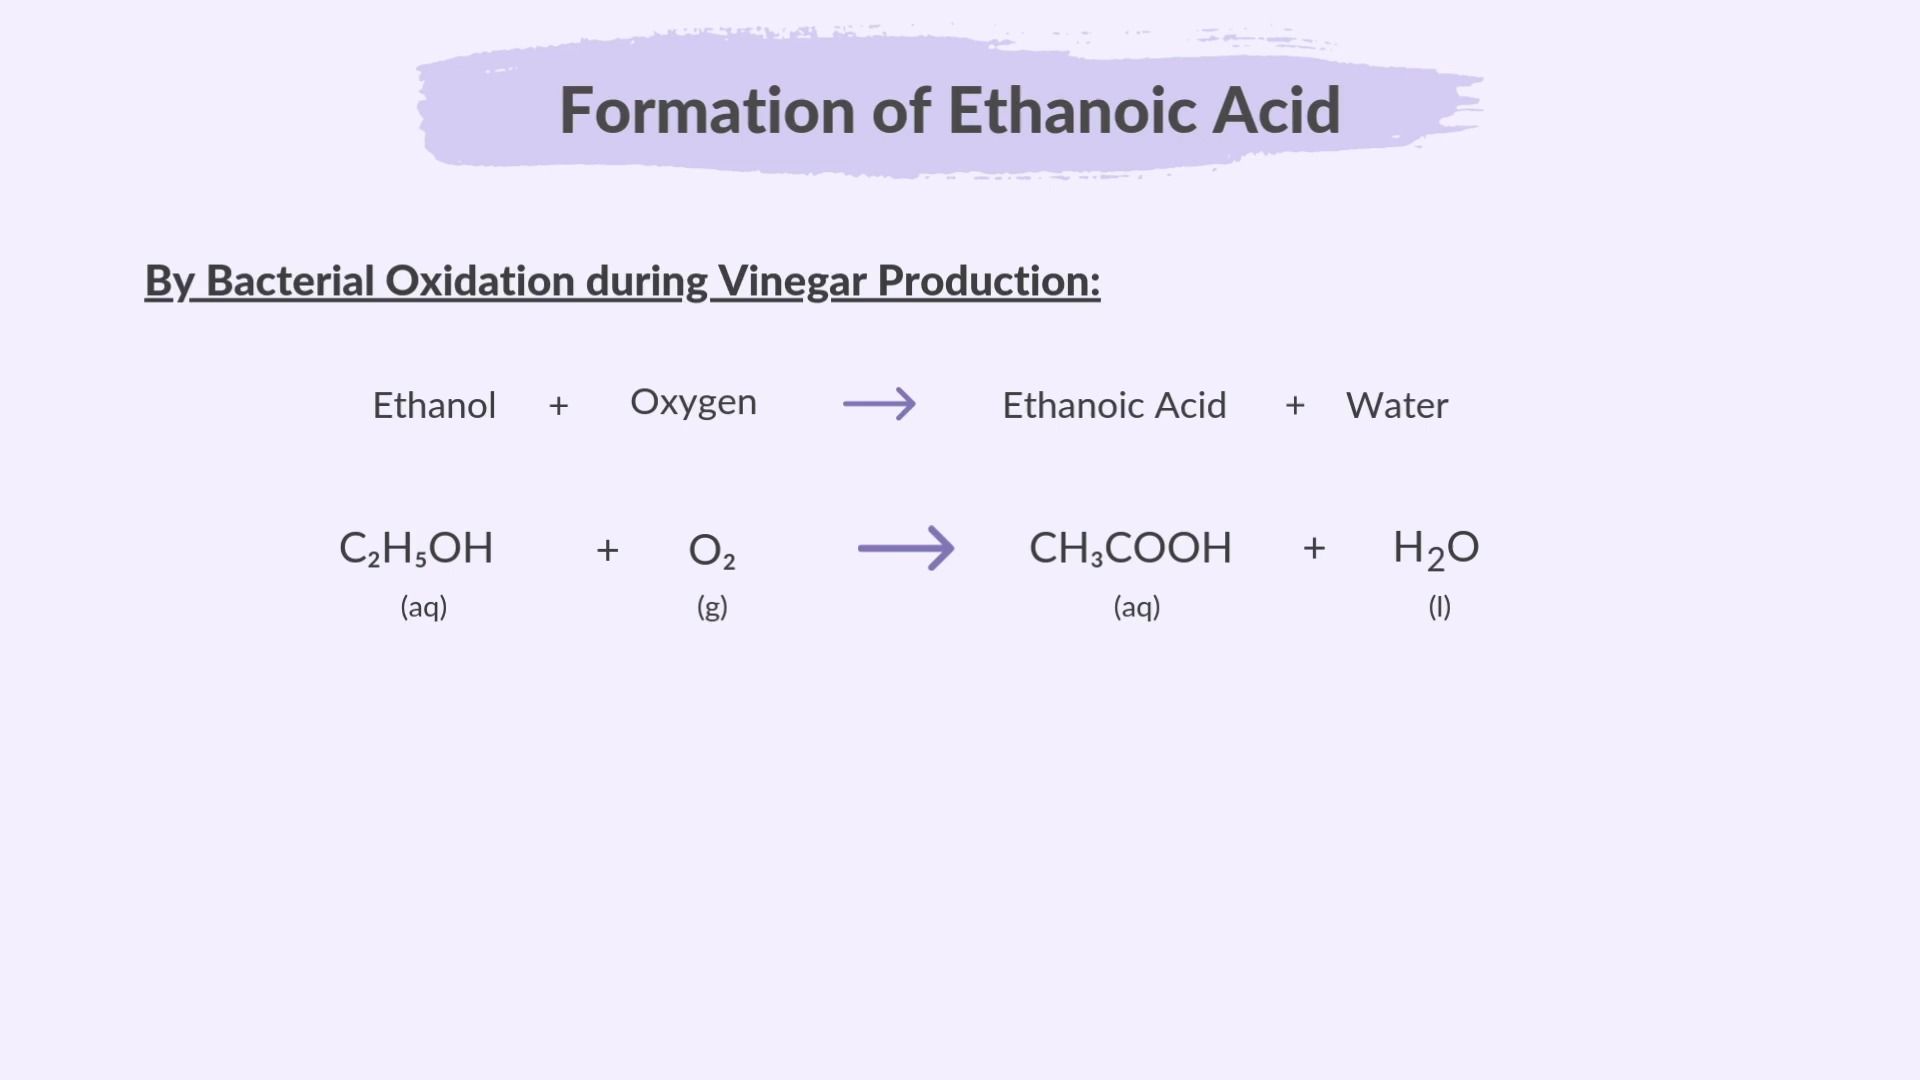 Formation of Ethanoic Acid
By Bacterial Oxidation during Vinegar Production:
Ethanol + Oxygen → Ethanoic Acid + Water
C₂H₅OH + O₂ → CH₃COOH + H₂O
(aq) (g) (aq) (l)